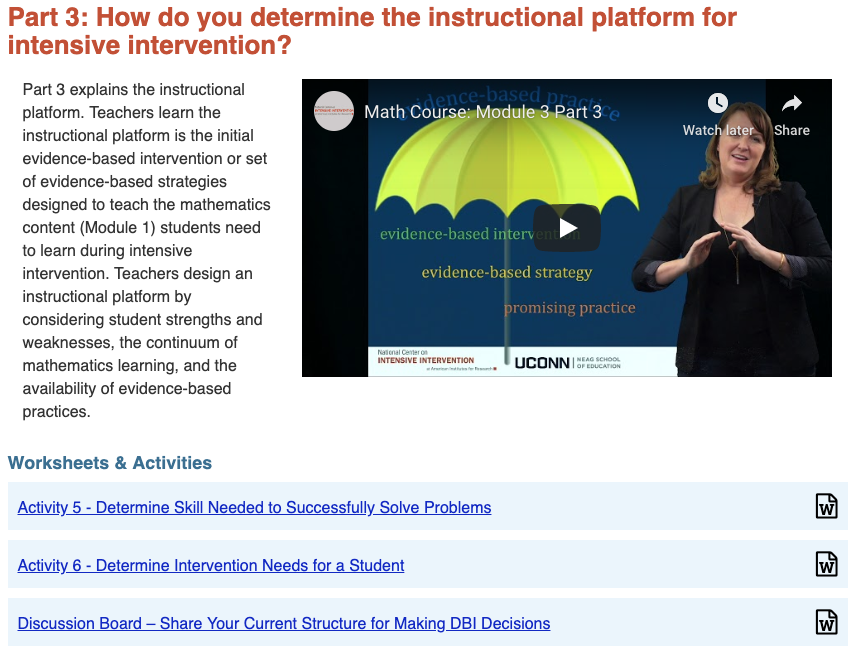 Part 3: How do you determine the instructional platform for
intensive intervention?
Part 3 explains the instructional
platform. Teachers learn the
instructional platform is the initial
evidence-based intervention or set
of evidence-based strategies
designed to teach the mathematics
content (Module 1) students need
to learn during intensive
intervention. Teachers design an
instructional platform by
considering student strengths and
weaknesses, the continuum of
mathematics learning, and the
availability of evidence-based
practices.
evidence-based practice
Math Course: Module 3 Part 3
Watch later
Share
evidence-based intervention
evidence-based strategy
promising practice
National Center on
INTENSIVE INTERVENTION
at American Institutes for Research
UCONN
NEAG SCHOOL
OF EDUCATION
Worksheets & Activities
Activity 5 - Determine Skill Needed to Successfully Solve Problems
Activity 6 - Determine Intervention Needs for a Student
Discussion Board – Share Your Current Structure for Making DBI Decisions